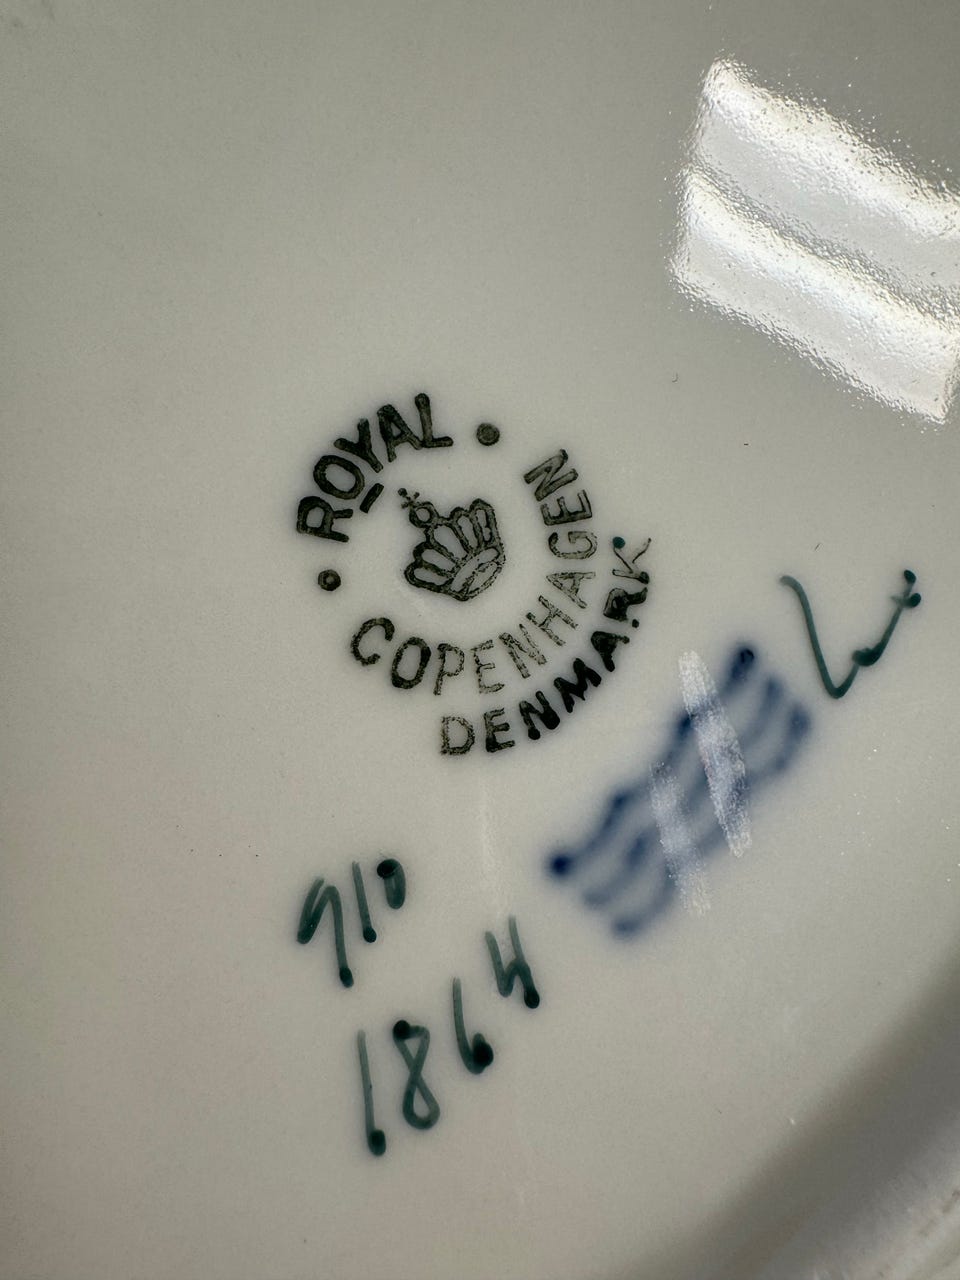 ROYAL
COPENHAGEN
DENMARK
910
1864